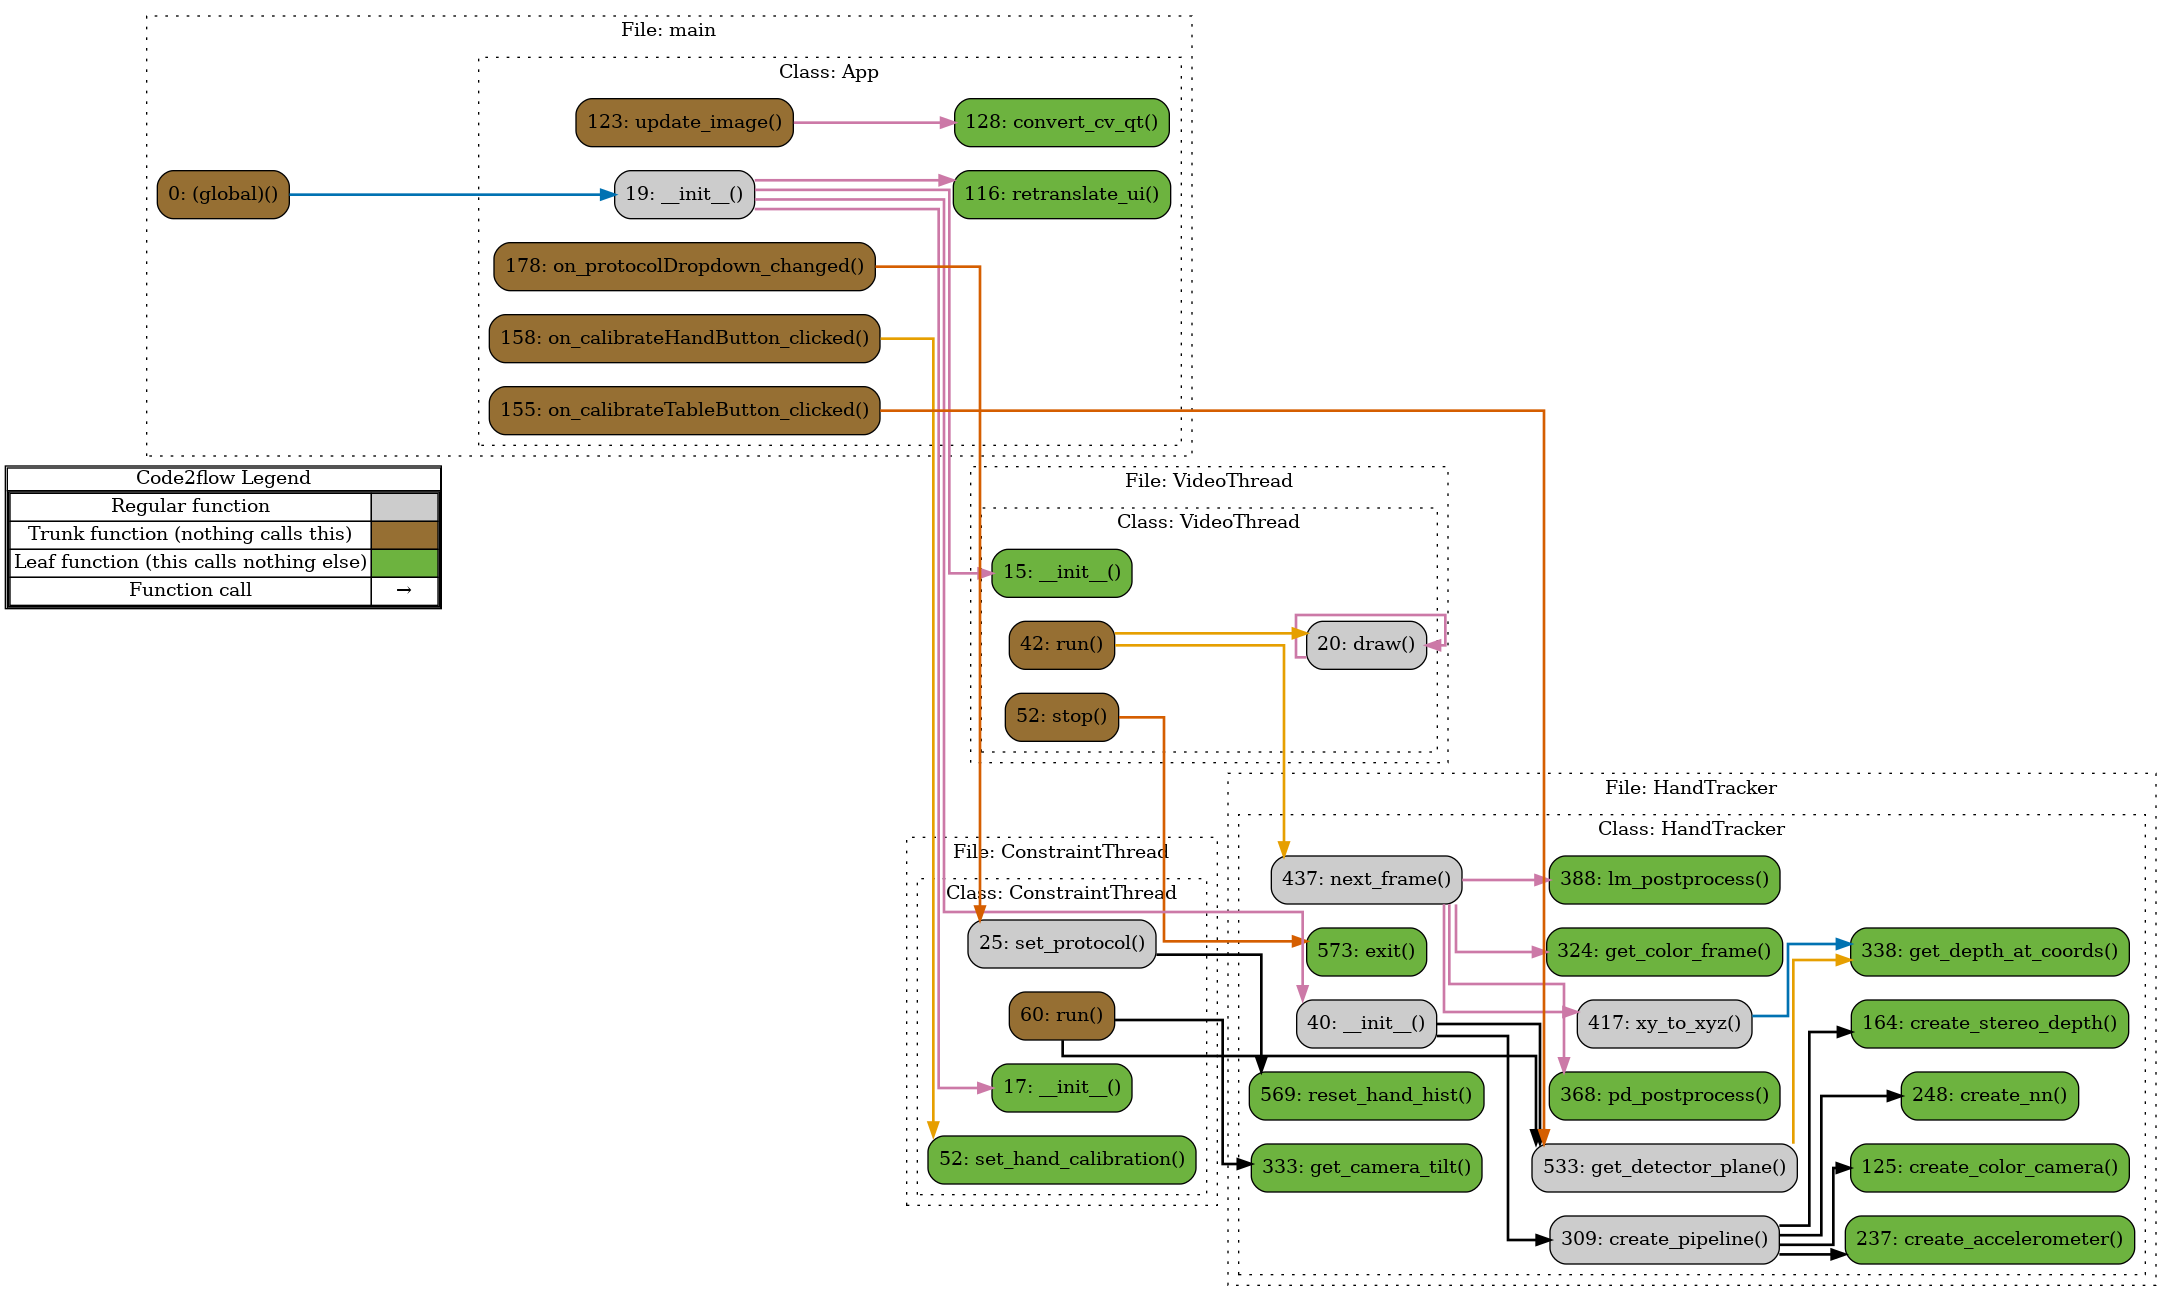 File: main
Class: App
123: update_image()
128: convert_cv_qt()
0: (global)()
19: __init__()
116: retranslate_ui()
178: on_protocolDropdown_changed()
158: on_calibrateHandButton_clicked()
155: on_calibrateTableButton_clicked()
Code2flow Legend
Regular function
Trunk function (nothing calls this)
Leaf function (this calls nothing else)
Function call →
File: VideoThread
Class: VideoThread
15: __init__()
42: run()
20: draw()
52: stop()
File: ConstraintThread
Class: ConstraintThread
25: set_protocol()
60: run()
17: __init__()
52: set_hand_calibration()
File: HandTracker
Class: HandTracker
437: next_frame()
388: lm_postprocess()
573: exit()
324: get_color_frame()
338: get_depth_at_coords()
40: __init__()
417: xy_to_xyz()
164: create_stereo_depth()
569: reset_hand_hist()
368: pd_postprocess()
248: create_nn()
333: get_camera_tilt()
533: get_detector_plane()
125: create_color_camera()
309: create_pipeline()
237: create_accelerometer()